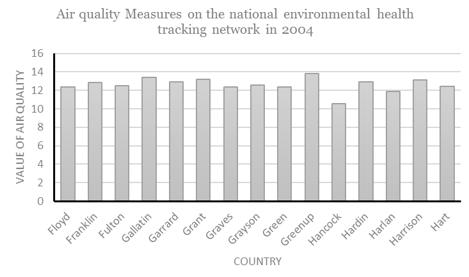 Air quality Measures on the national environmental health
tracking network in 2004
VALUE OF AIR QUALITY
16
14
12
10
8
6
4
2
0
Floyd
Franklin
Fulton
Gallatin
Garrard
Grant
Graves
Grayson
Green
Greenup
Hancock
Hardin
Harlan
Harrison
Hart
COUNTRY